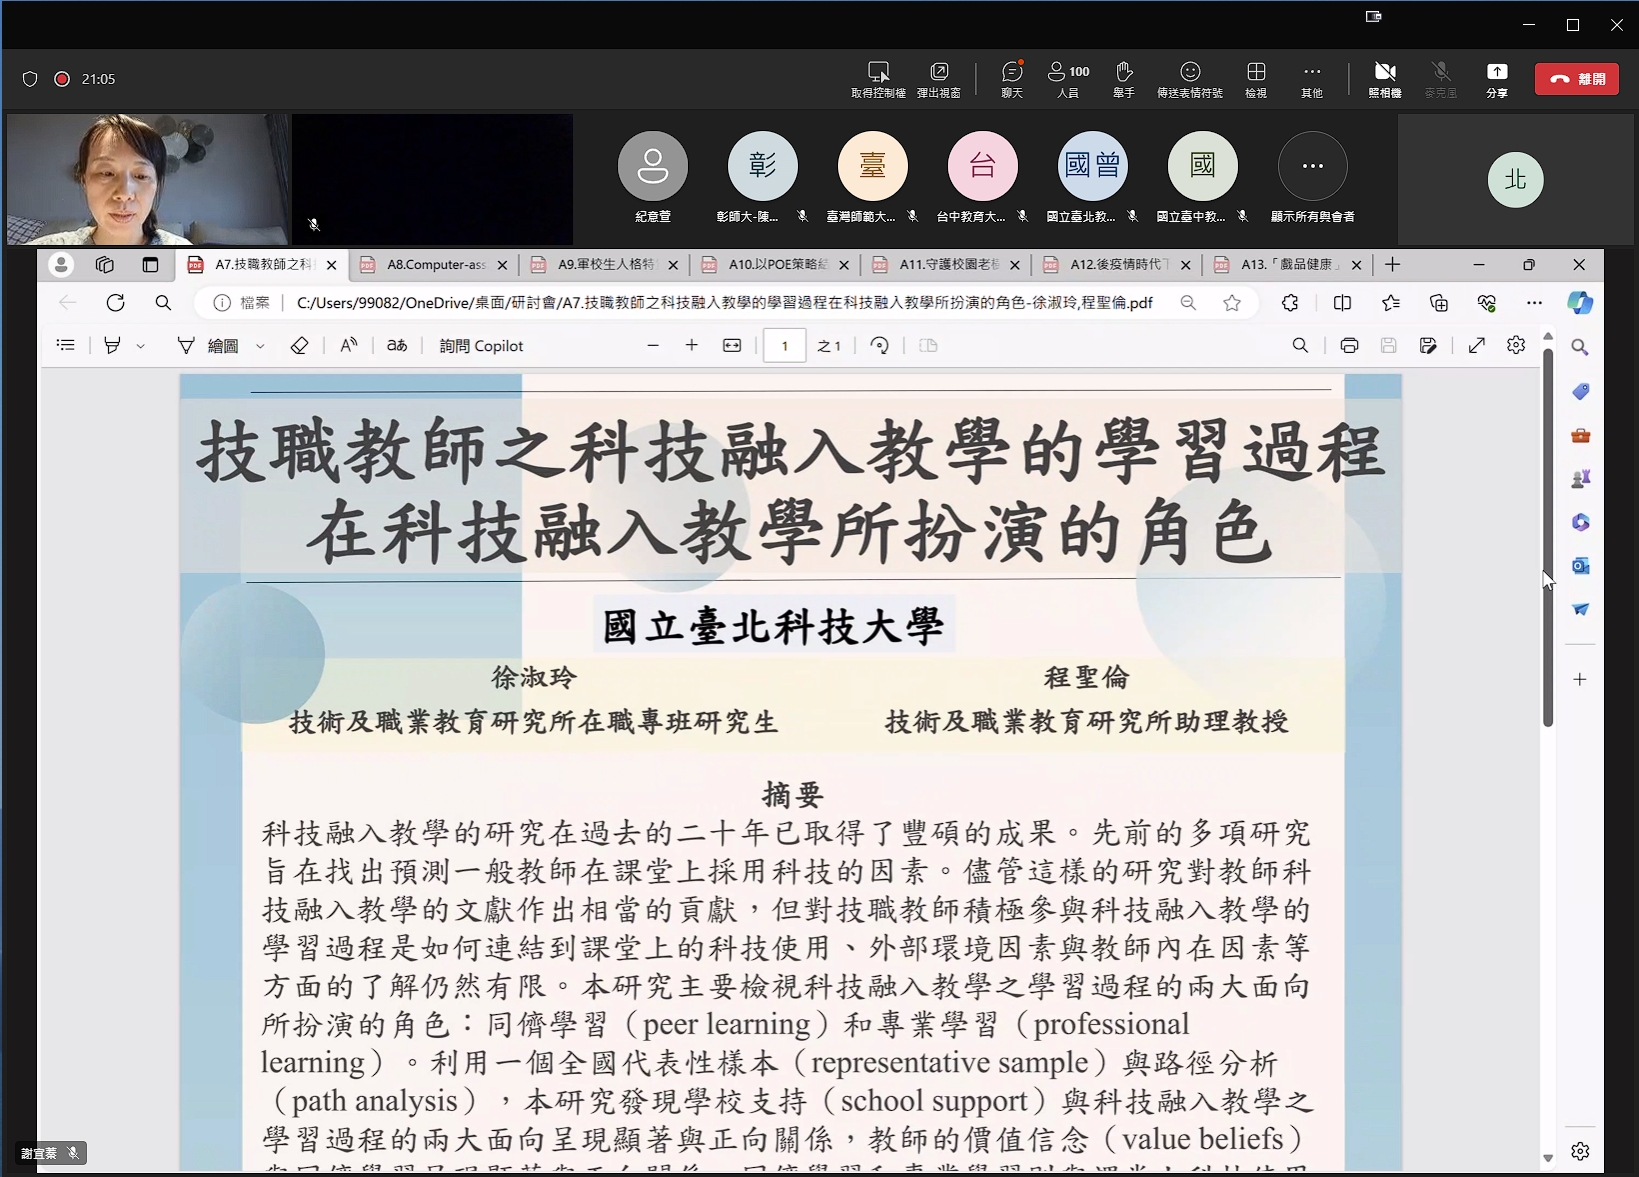 21:05
取得控制權
彈出視窗
聊天
100
人員
舉手
傳送表情符號
檢視
其他
照相機
麥克風
分享
離開
彰
臺
台
國曾
國
北
紀意萱
彰師大-陳...
臺灣師範大...
台中教育大...
國立臺北教...
國立臺中教...
顯示所有與會者
A7.技職教師之科
A8.Computer-ass
A9.軍校生人格特
A10.以POE策略結
A11.守護校園老樹
A12.後疫情時代下
A13.「戲品健康」
檔案
C:/Users/99082/OneDrive/桌面/研討會/A7.技職教師之科技融入教學的學習過程在科技融入教學所扮演的角色-徐淑玲,程聖倫.pdf
繪圖
詢問 Copilot
1
之 1
技職教師之科技融入教學的學習過程
在科技融入教學所扮演的角色
國立臺北科技大學
徐淑玲
程聖倫
技術及職業教育研究所在職專班研究生
技術及職業教育研究所助理教授
摘要
科技融入教學的研究在過去的二十年已取得了豐碩的成果。先前的多項研究
旨在找出預測一般教師在課堂上採用科技的因素。儘管這樣的研究對教師科
技融入教學的文獻作出相當的貢獻，但對技職教師積極參與科技融入教學的
學習過程是如何連結到課堂上的科技使用、外部環境因素與教師內在因素等
方面的了解仍然有限。本研究主要檢視科技融入教學之學習過程的兩大面向
所扮演的角色：同儕學習（peer learning）和專業學習（professional
learning）。利用一個全國代表性樣本（representative sample）與路徑分析
（path analysis），本研究發現學校支持（school support）與科技融入教學之
學習過程的兩大面向呈現顯著與正向關係，教師的價值信念（value beliefs）
謝宜蓁